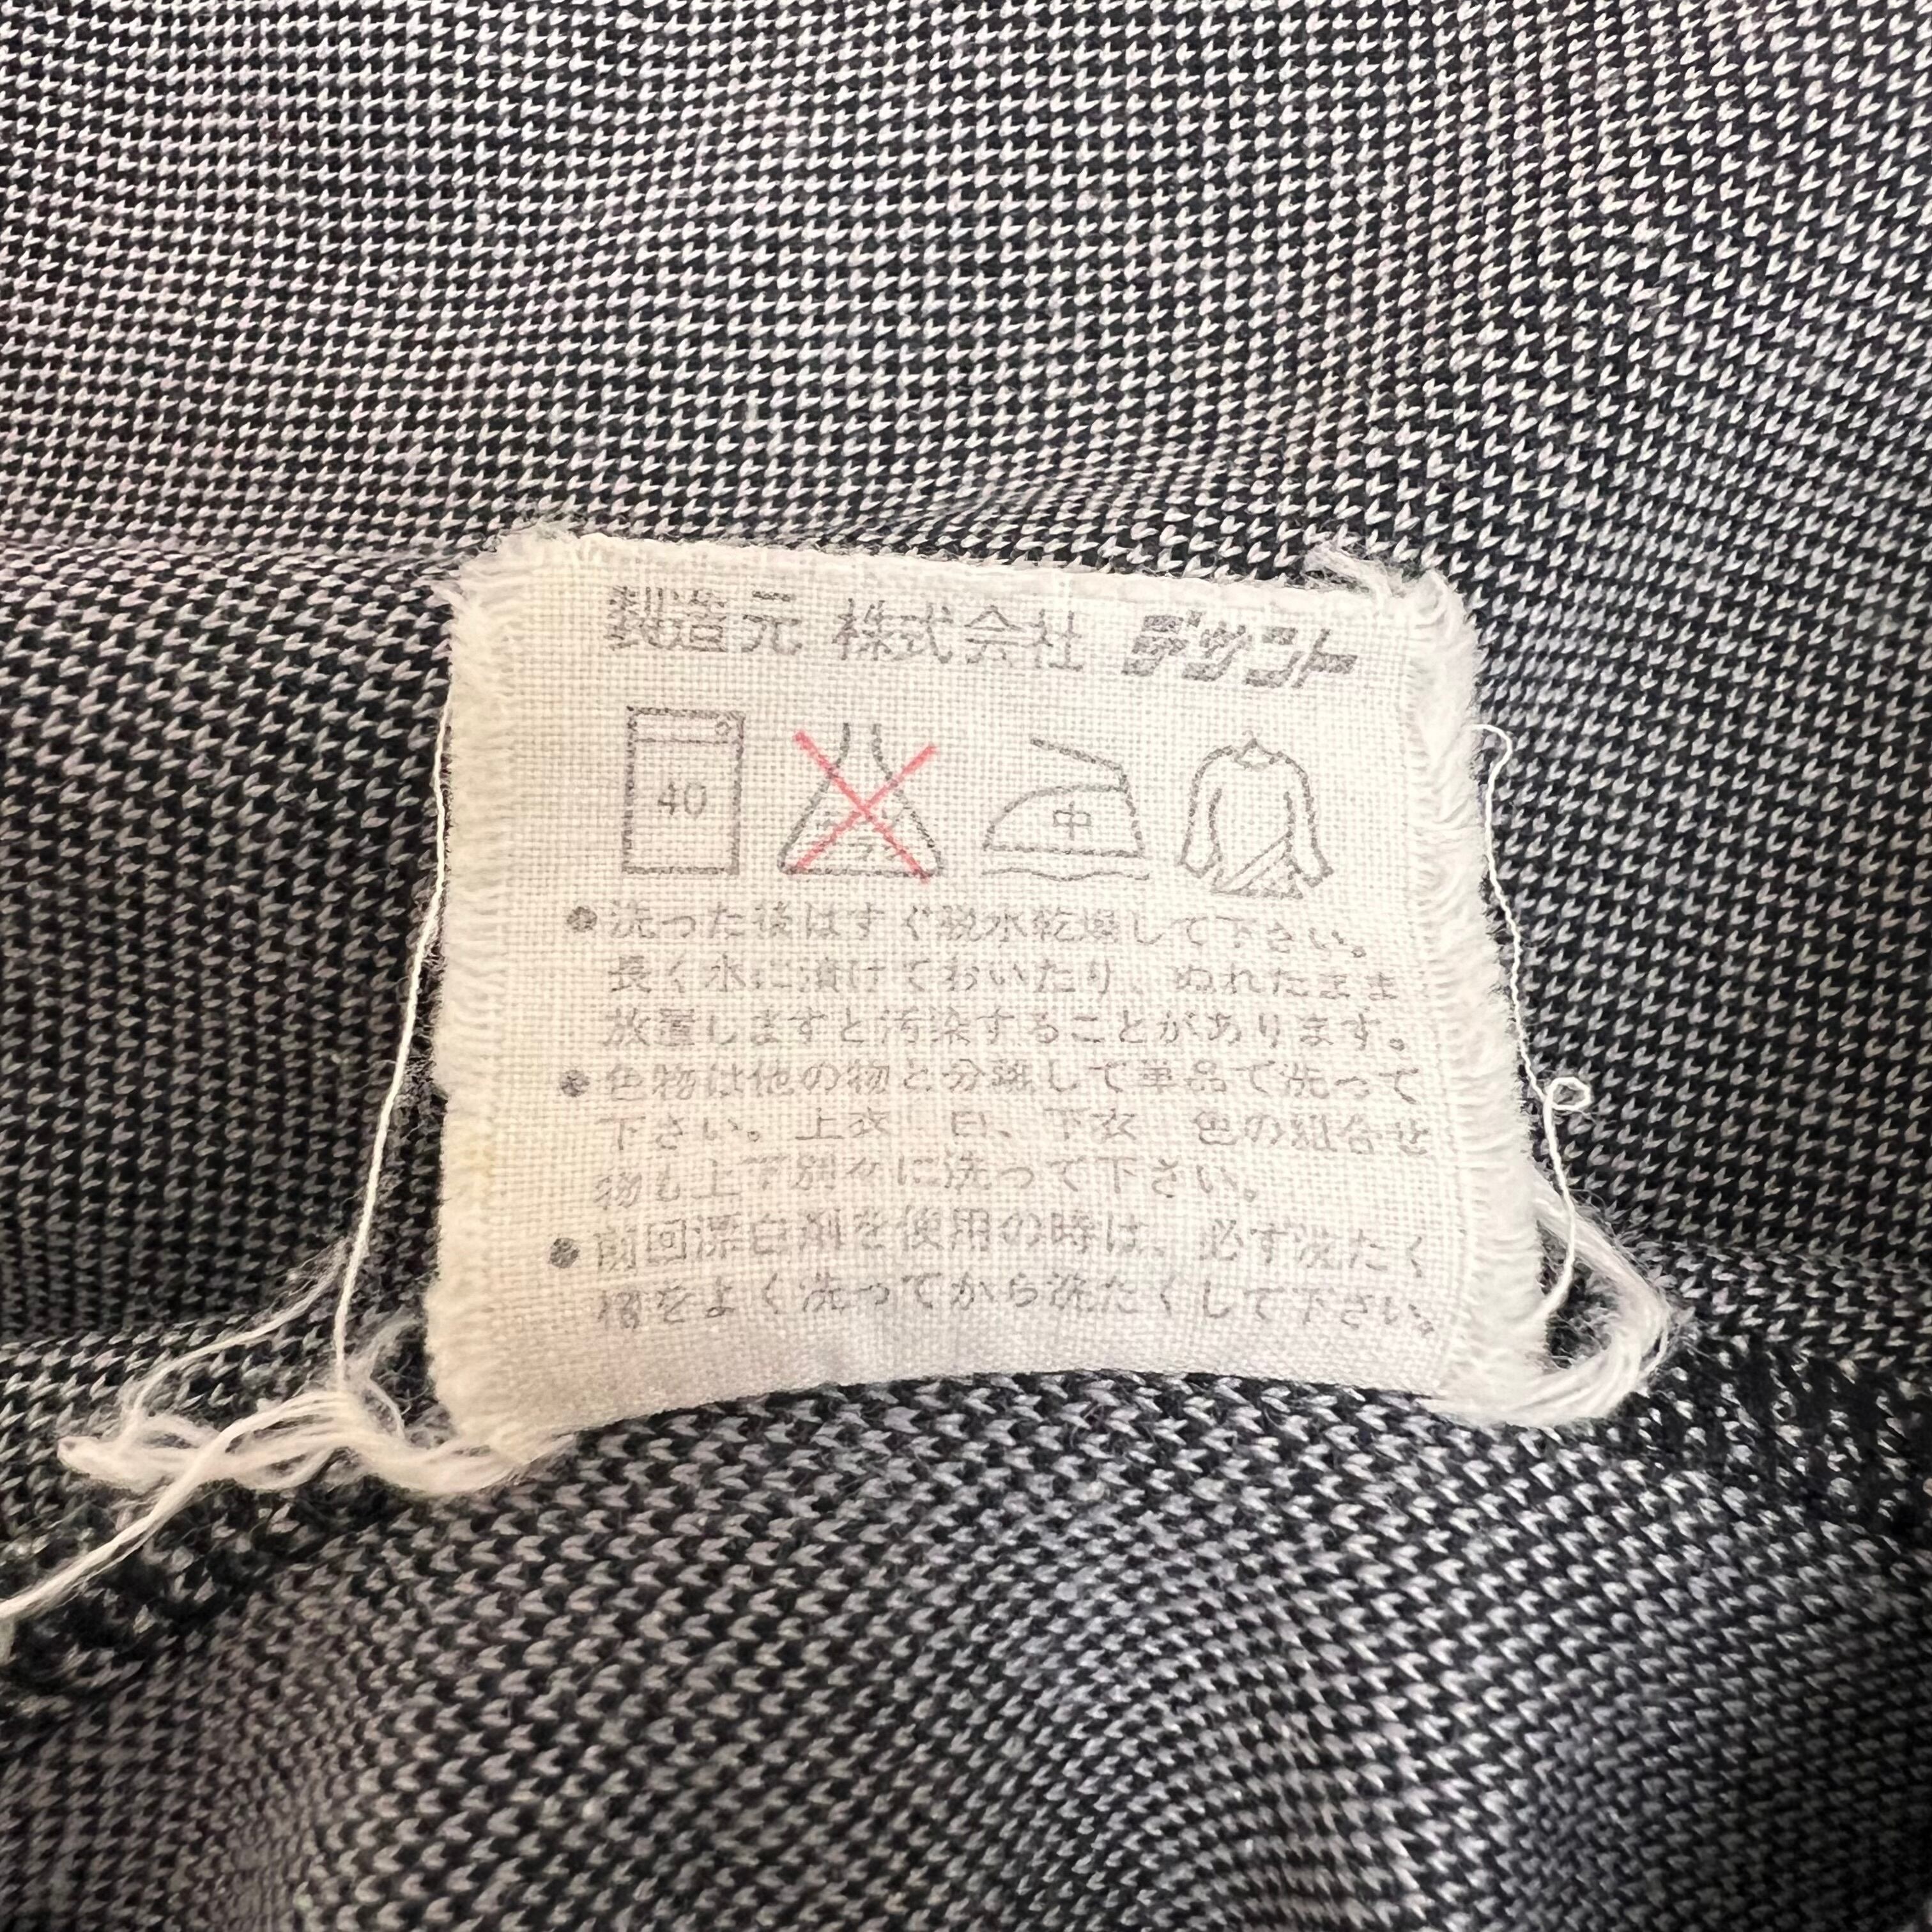 製造元 株式会社 デサント
40 中
●洗った後はすぐ脱水乾燥して下さい。
長く水に漬けておいたり、ぬれたまま
放置しますと汚染することがあります。
●色物は他の物と分離して単品で洗って
下さい。上衣 白、下衣 色の組合せ
物も上下別々に洗って下さい。
●前回漂白剤を使用の時は、必ず洗たく
をよく洗ってから洗たくして下さい。